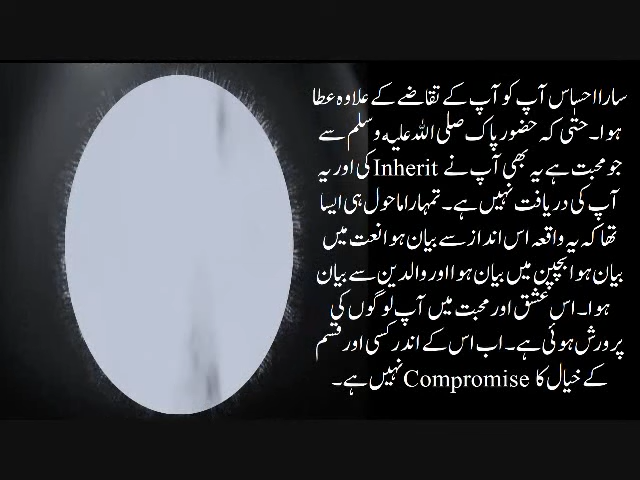 سارا احساس آپ کو آپ کے تقاضے کے علاوہ عطا
ہوا۔ حتٰی کہ حضور پاک صلی اللہ علیہ وسلم سے
جو محبت ہے یہ بھی آپ نے Inherit کی اور یہ
آپ کی دریافت نہیں ہے۔ تمہارا ماحول ہی ایسا
تھا کہ یہ واقعہ اس انداز سے بیان ہوا نعت میں
بیان ہوا بچپن میں بیان ہوا اور والدین سے بیان
ہوا۔ اس عشق اور محبت میں آپ لوگوں کی
پرورش ہوئی ہے۔ اب اس کے اندر کسی اور قسم
کے خیال کا Compromise نہیں ہے۔